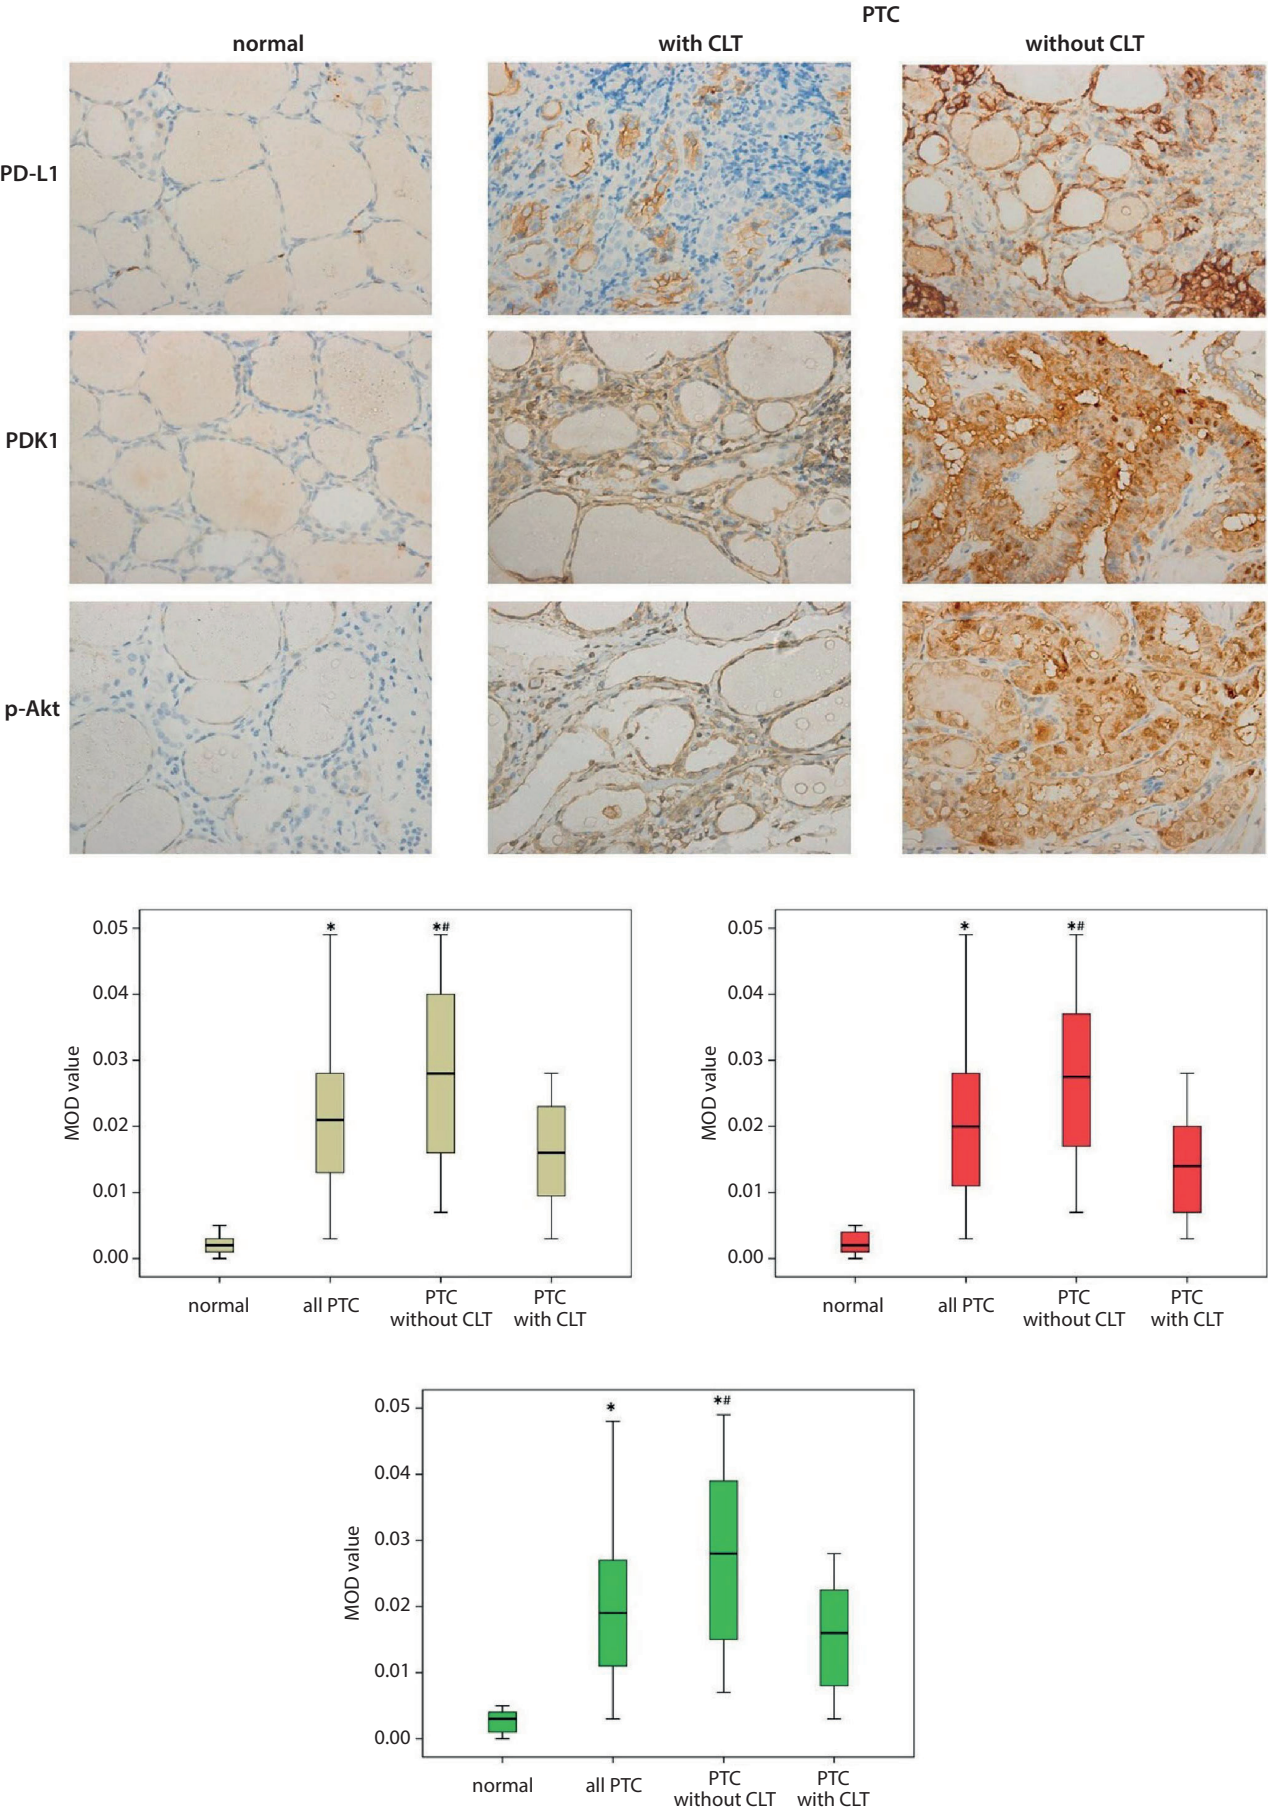 PTC
normal with CLT without CLT
PD-L1
PDK1
p-Akt
0.05
0.04
0.03
0.02
0.01
0.00
MOD value
* *#
normal all PTC PTC without CLT PTC with CLT
0.05
0.04
0.03
0.02
0.01
0.00
MOD value
* *#
normal all PTC PTC without CLT PTC with CLT
0.05
0.04
0.03
0.02
0.01
0.00
MOD value
* *#
normal all PTC PTC without CLT PTC with CLT